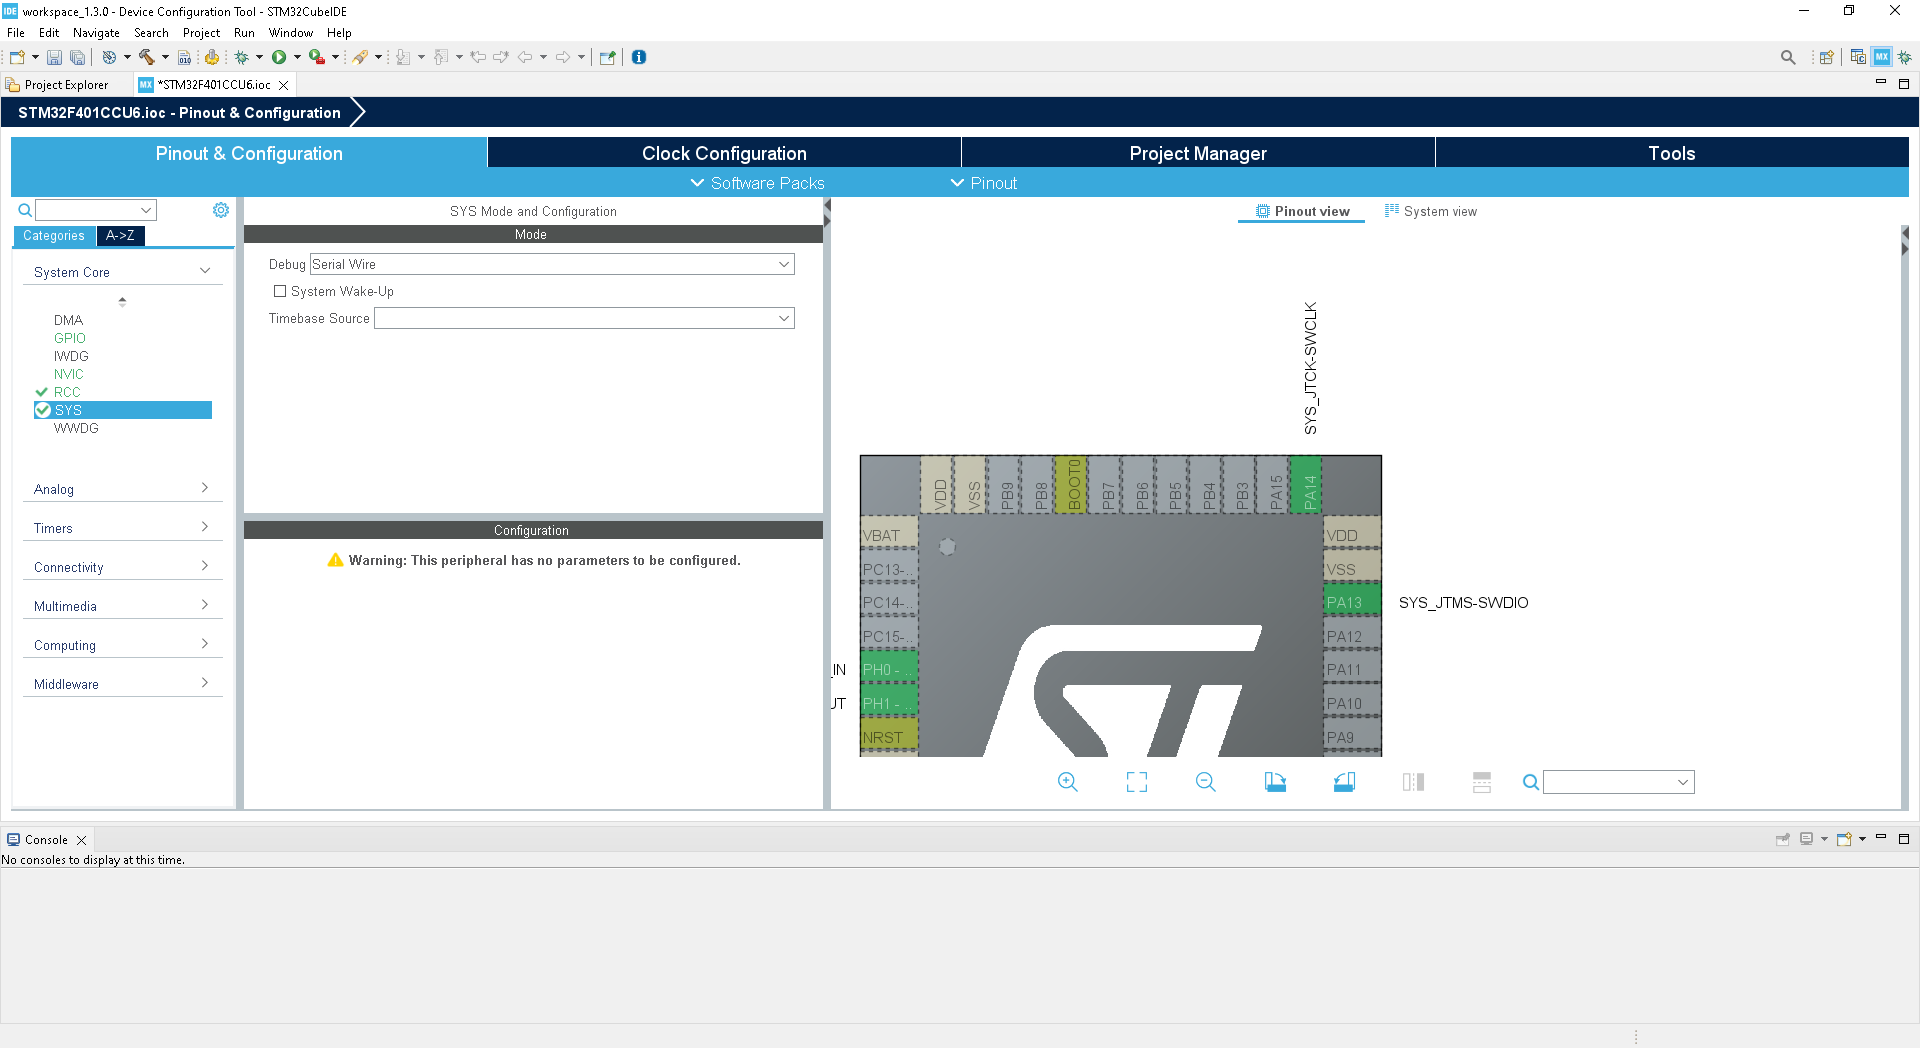 IDE workspace_1.3.0 - Device Configuration Tool - STM32CubeIDE
File Edit Navigate Search Project Run Window Help
010
MX
Project Explorer
MX *STM32F401CCU6.ioc
STM32F401CCU6.ioc - Pinout & Configuration
Pinout & Configuration
Clock Configuration
Project Manager
Tools
Software Packs
Pinout
Categories
A->Z
System Core
DMA
GPIO
IWDG
NVIC
RCC
SYS
WWDG
Analog
Timers
Connectivity
Multimedia
Computing
Middleware
SYS Mode and Configuration
Mode
Debug Serial Wire
System Wake-Up
Timebase Source
Configuration
Warning: This peripheral has no parameters to be configured.
Pinout view
System view
SYS_JTCK-SWCLK
VDD
VSS
PB9
PB8
BOOT0
PB7
PB6
PB5
PB4
PB3
PA15
PA14
VBAT
PC13-..
PC14-..
PC15-..
_IN
PH0 - ..
UT
PH1 - ..
NRST
VDD
VSS
PA13
SYS_JTMS-SWDIO
PA12
PA11
PA10
PA9
Console
No consoles to display at this time.